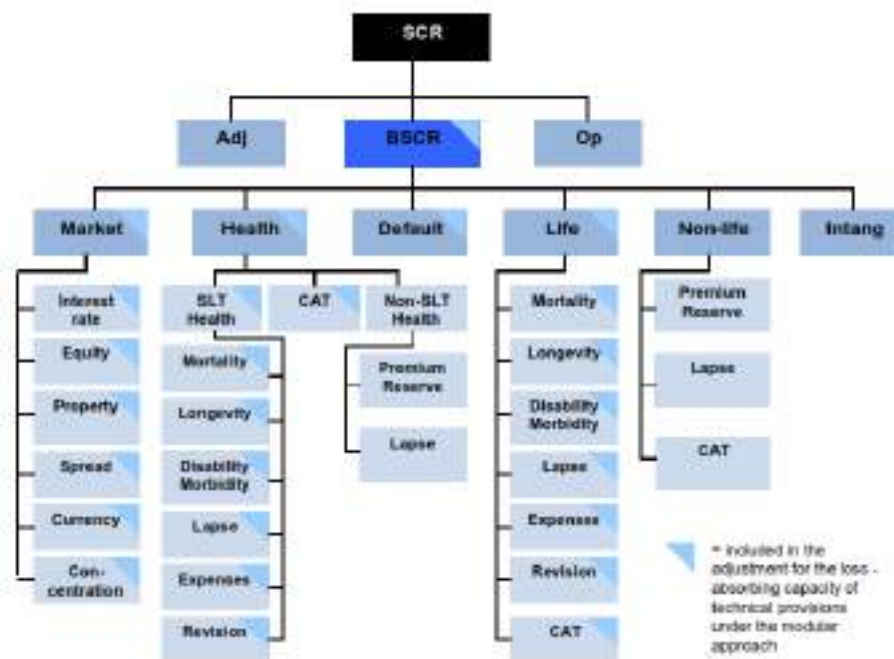 SCR
Adj
BSCR
Op
Market
Health
Default
Life
Non-life
Intang
Interest
rate
Equity
Property
Spread
Currency
Con-
centration
SLT
Health
CAT
Non-SLT
Health
Mortality
Longevity
Disability
Morbidity
Lapse
Expenses
Revision
Premium
Reserve
Lapse
Mortality
Longevity
Disability
Morbidity
Lapse
Expenses
Revision
CAT
Premium
Reserve
Lapse
CAT
= included in the
adjustment for the loss -
absorbing capacity of
technical provisions
under the modular
approach